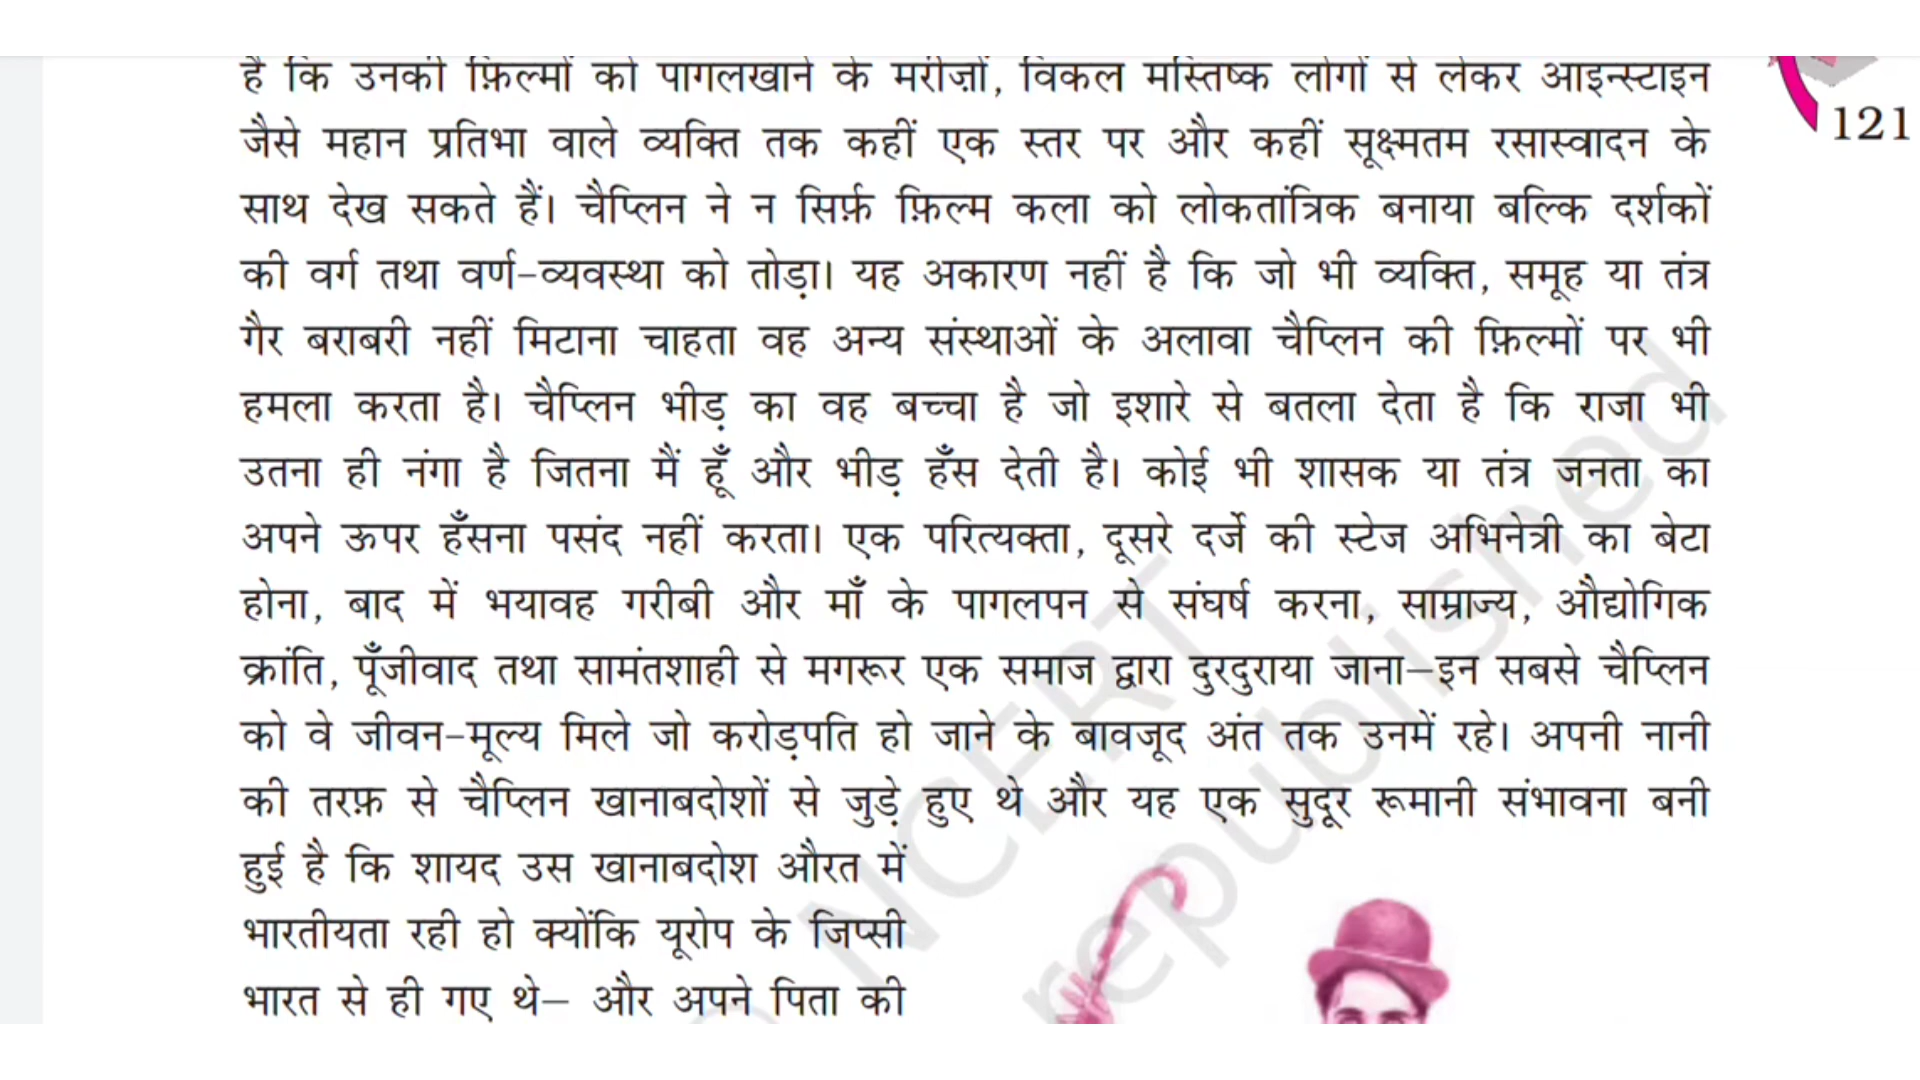 है कि उनकी फ़िल्मों को पागलखाने के मरीज़ों, विकल मस्तिष्क लोगों से लेकर आइन्स्टाइन
जैसे महान प्रतिभा वाले व्यक्ति तक कहीं एक स्तर पर और कहीं सूक्ष्मतम रसास्वादन के
121
साथ देख सकते हैं। चैप्लिन ने न सिर्फ़ फ़िल्म कला को लोकतांत्रिक बनाया बल्कि दर्शकों
की वर्ग तथा वर्ण-व्यवस्था को तोड़ा। यह अकारण नहीं है कि जो भी व्यक्ति, समूह या तंत्र
गैर बराबरी नहीं मिटाना चाहता वह अन्य संस्थाओं के अलावा चैप्लिन की फ़िल्मों पर भी
हमला करता है। चैप्लिन भीड़ का वह बच्चा है जो इशारे से बतला देता है कि राजा भी
उतना ही नंगा है जितना मैं हूँ और भीड़ हँस देती है। कोई भी शासक या तंत्र जनता का
अपने ऊपर हँसना पसंद नहीं करता। एक परित्यक्ता, दूसरे दर्जे की स्टेज अभिनेत्री का बेटा
होना, बाद में भयावह गरीबी और माँ के पागलपन से संघर्ष करना, साम्राज्य, औद्योगिक
क्रांति, पूँजीवाद तथा सामंतशाही से मगरूर एक समाज द्वारा दुरदुराया जाना–इन सबसे चैप्लिन
को वे जीवन-मूल्य मिले जो करोड़पति हो जाने के बावजूद अंत तक उनमें रहे। अपनी नानी
की तरफ़ से चैप्लिन खानाबदोशों से जुड़े हुए थे और यह एक सुदूर रूमानी संभावना बनी
हुई है कि शायद उस खानाबदोश औरत में
भारतीयता रही हो क्योंकि यूरोप के जिप्सी
भारत से ही गए थे– और अपने पिता की
NCERT
republished